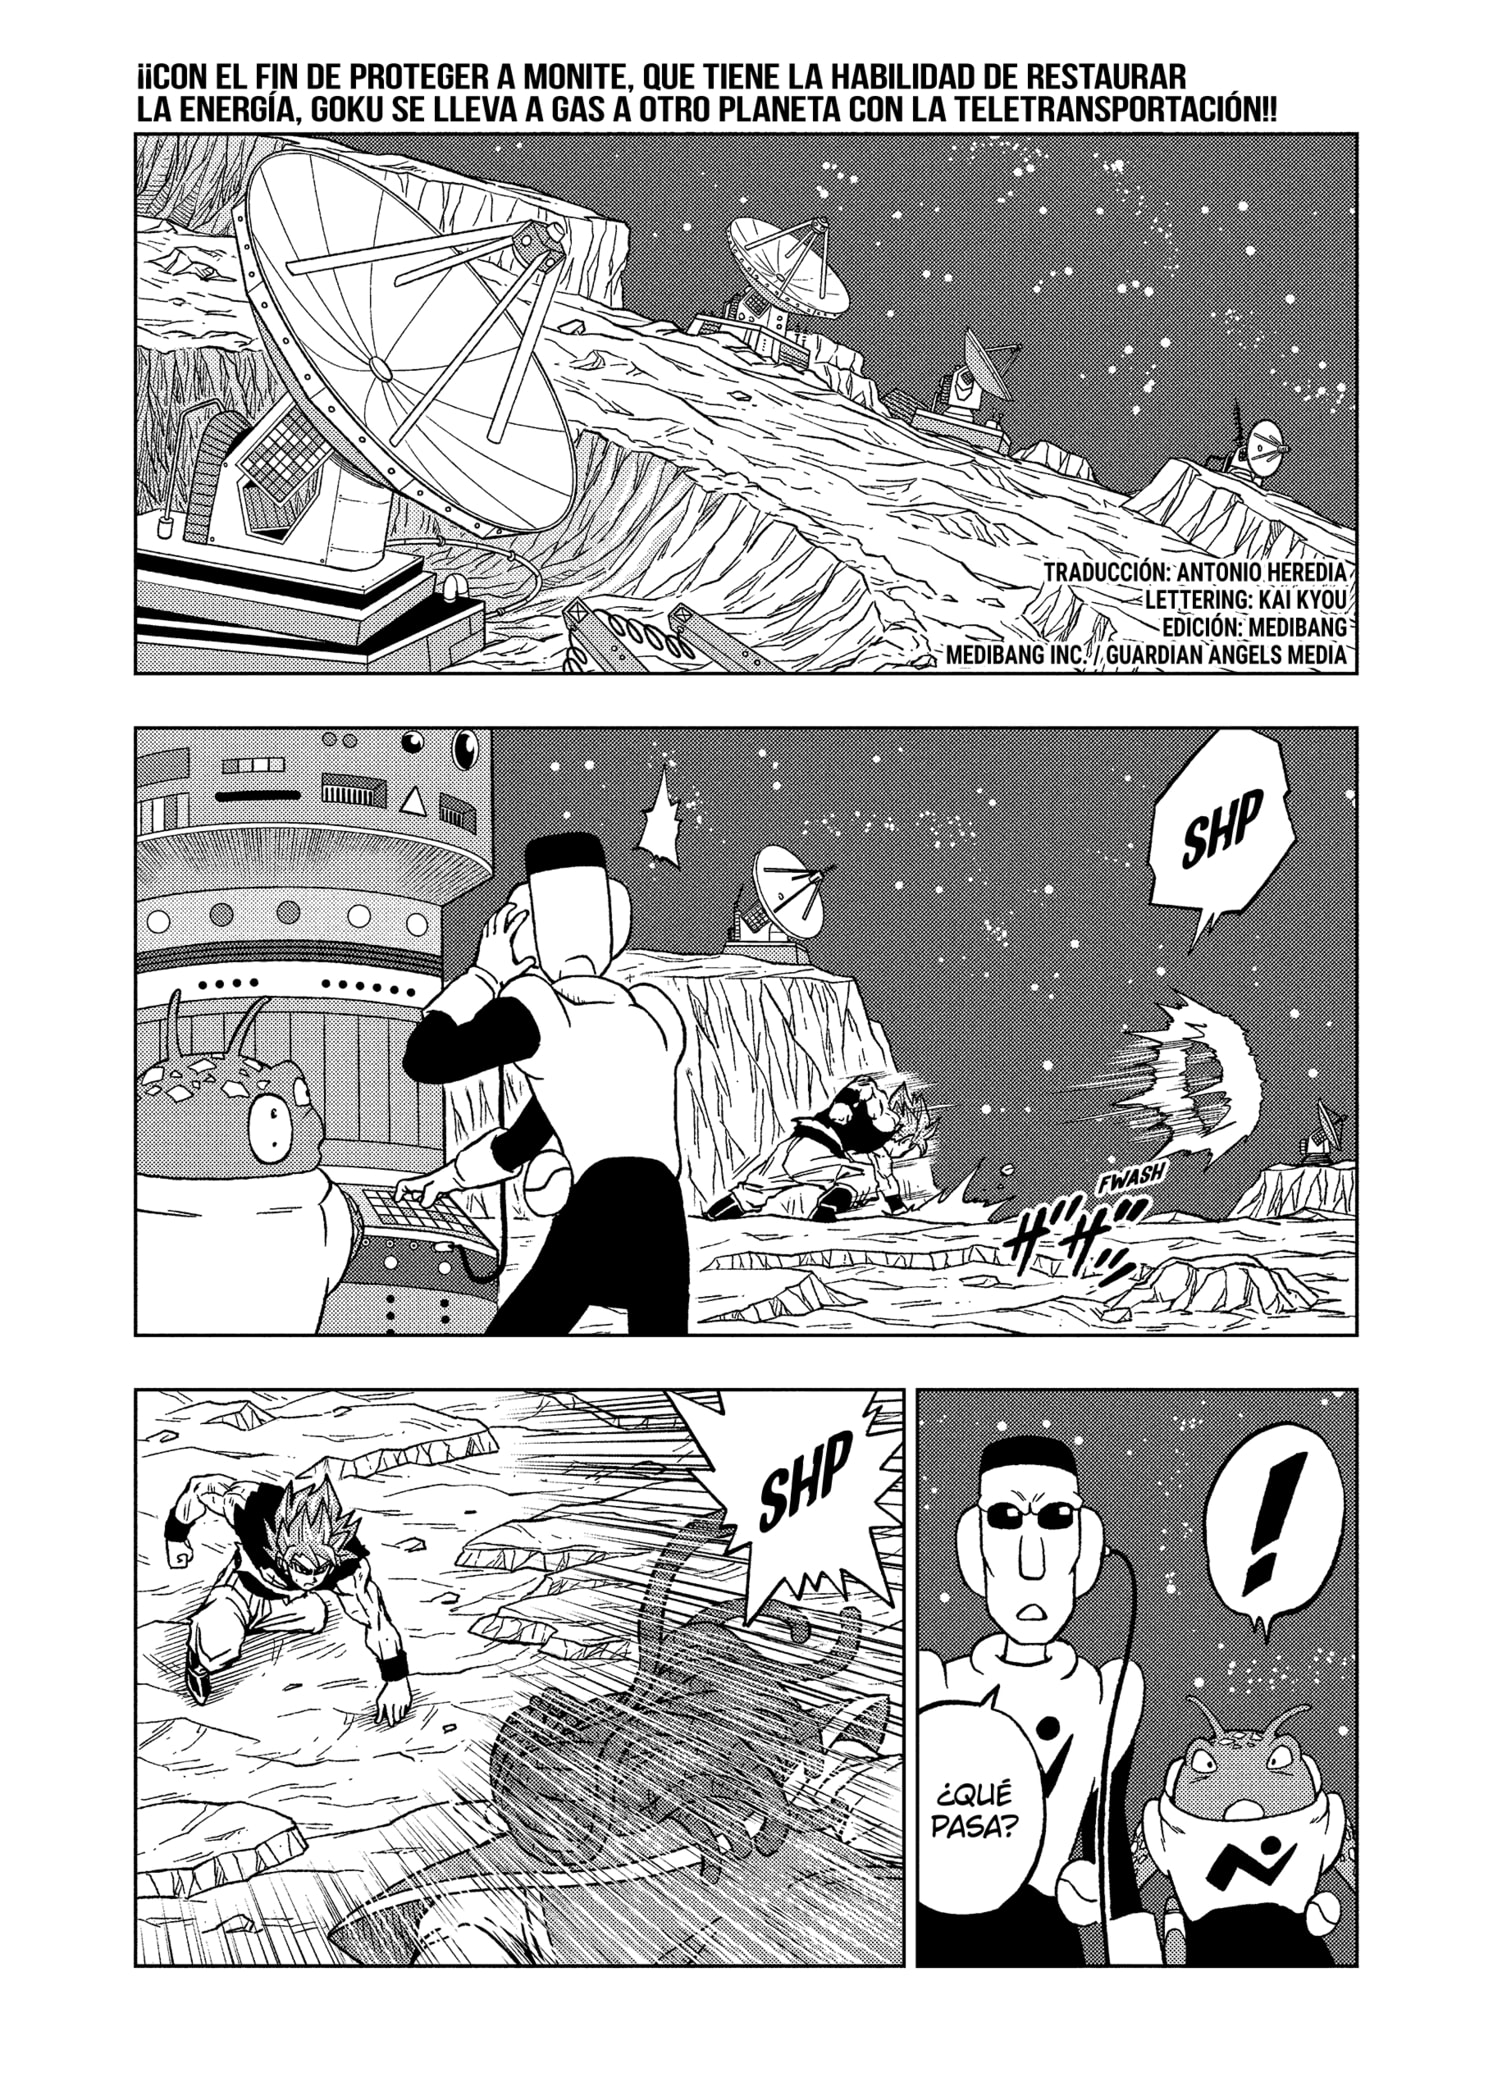 ¡¡CON EL FIN DE PROTEGER A MONITE, QUE TIENE LA HABILIDAD DE RESTAURAR
LA ENERGÍA, GOKU SE LLEVA A GAS A OTRO PLANETA CON LA TELETRANSPORTACIÓN!!
TRADUCCIÓN: ANTONIO HEREDIA
LETTERING: KAI KYOU
EDICIÓN: MEDIBANG
MEDIBANG INC. / GUARDIAN ANGELS MEDIA
SHP
FWASH
ザザッ
SHP
!
¿QUÉ
PASA?